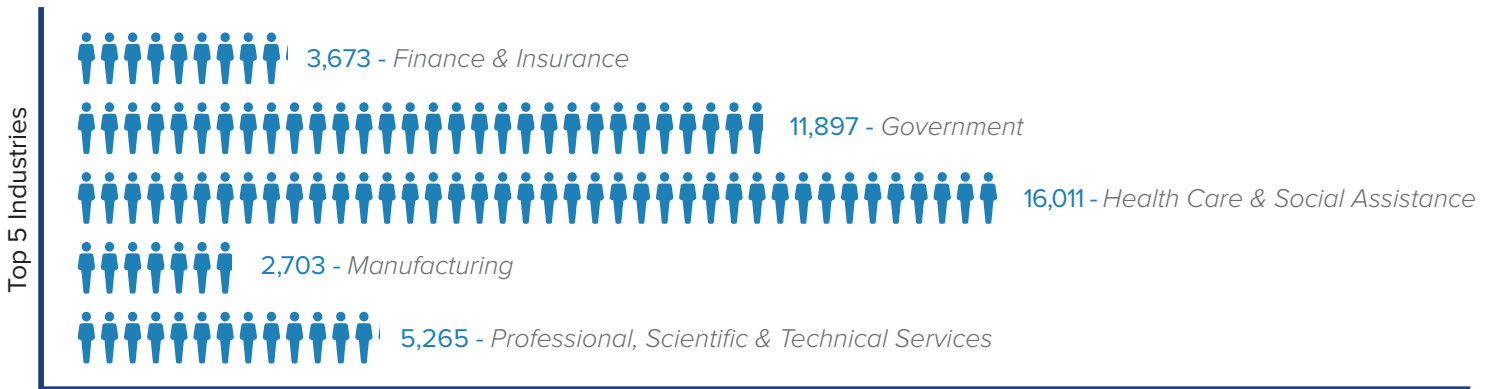 Top 5 Industries
3,673 - Finance & Insurance
11,897 - Government
16,011 - Health Care & Social Assistance
2,703 - Manufacturing
5,265 - Professional, Scientific & Technical Services